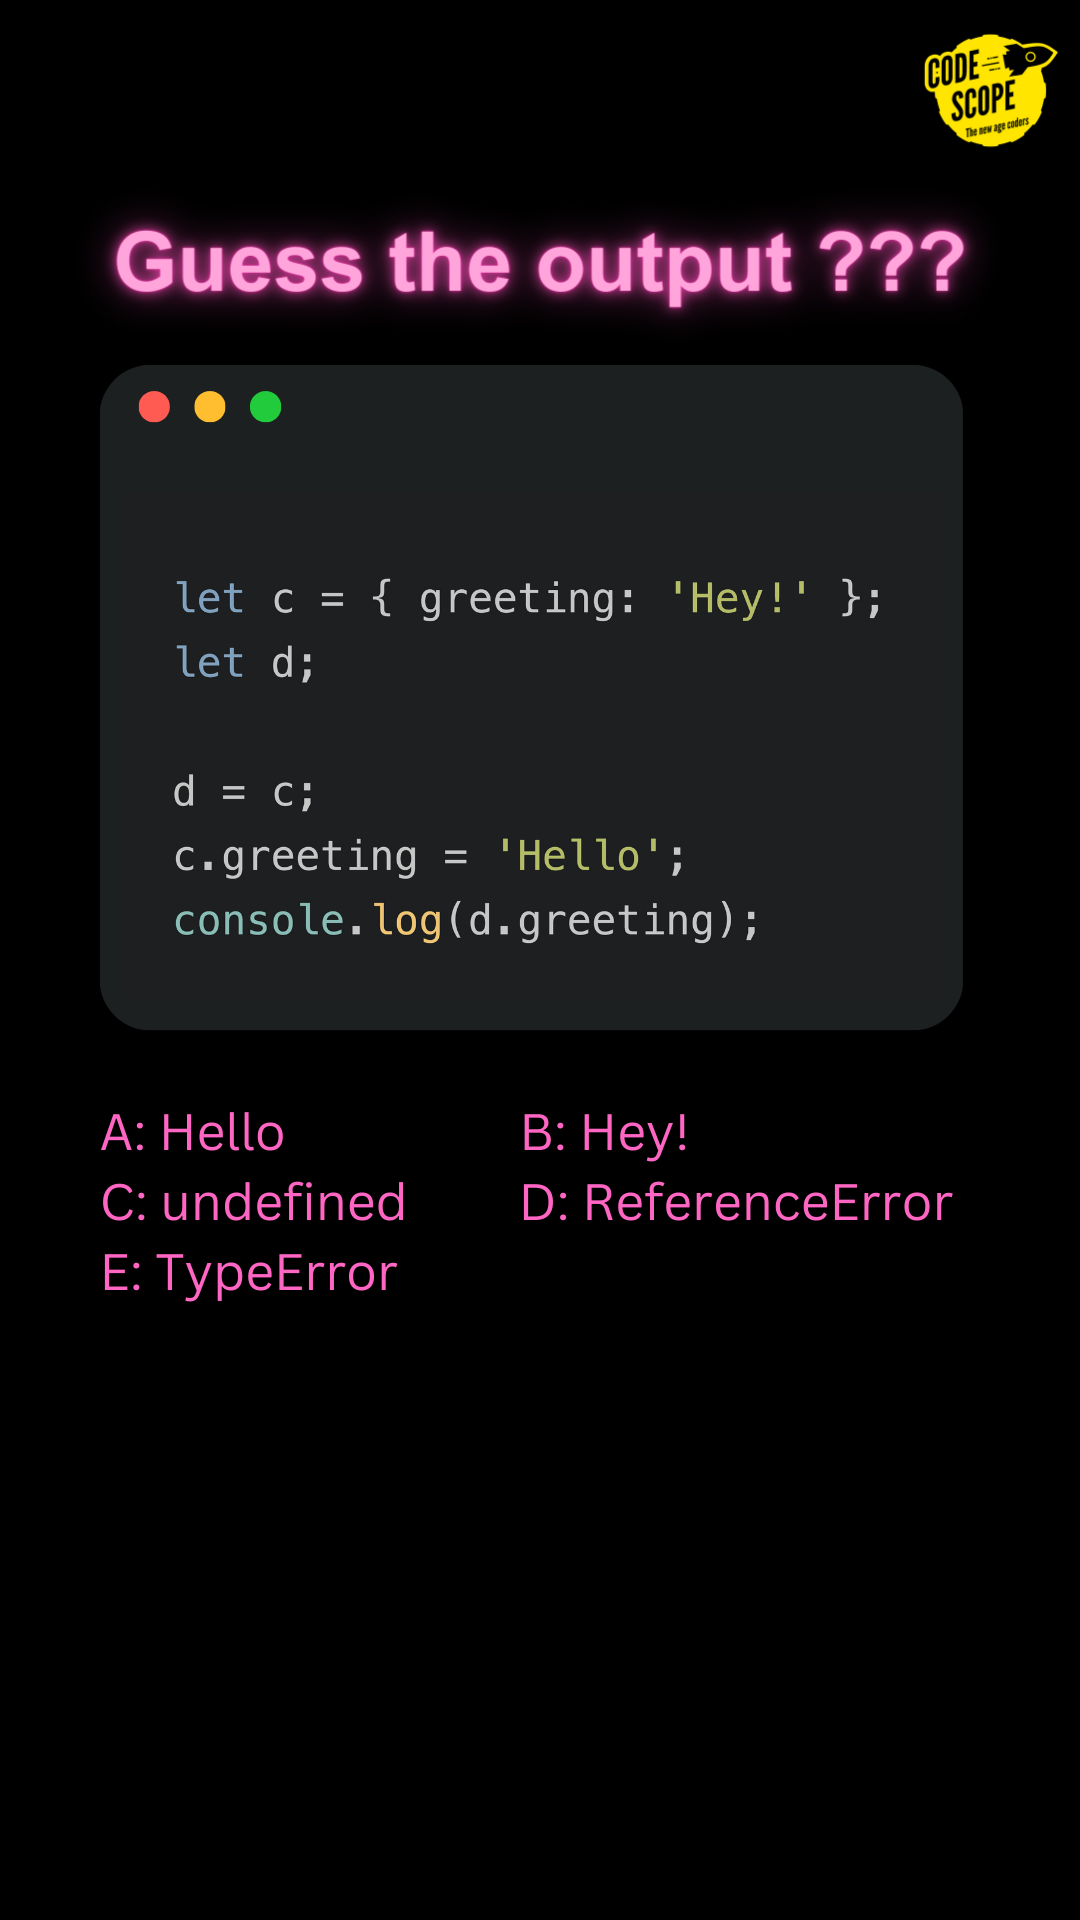 CODE
SCOPE
The new age coders
Guess the output ???
let c = { greeting: 'Hey!' };
let d;
d = c;
c.greeting = 'Hello';
console.log(d.greeting);
A: Hello B: Hey!
C: undefined D: ReferenceError
E: TypeError